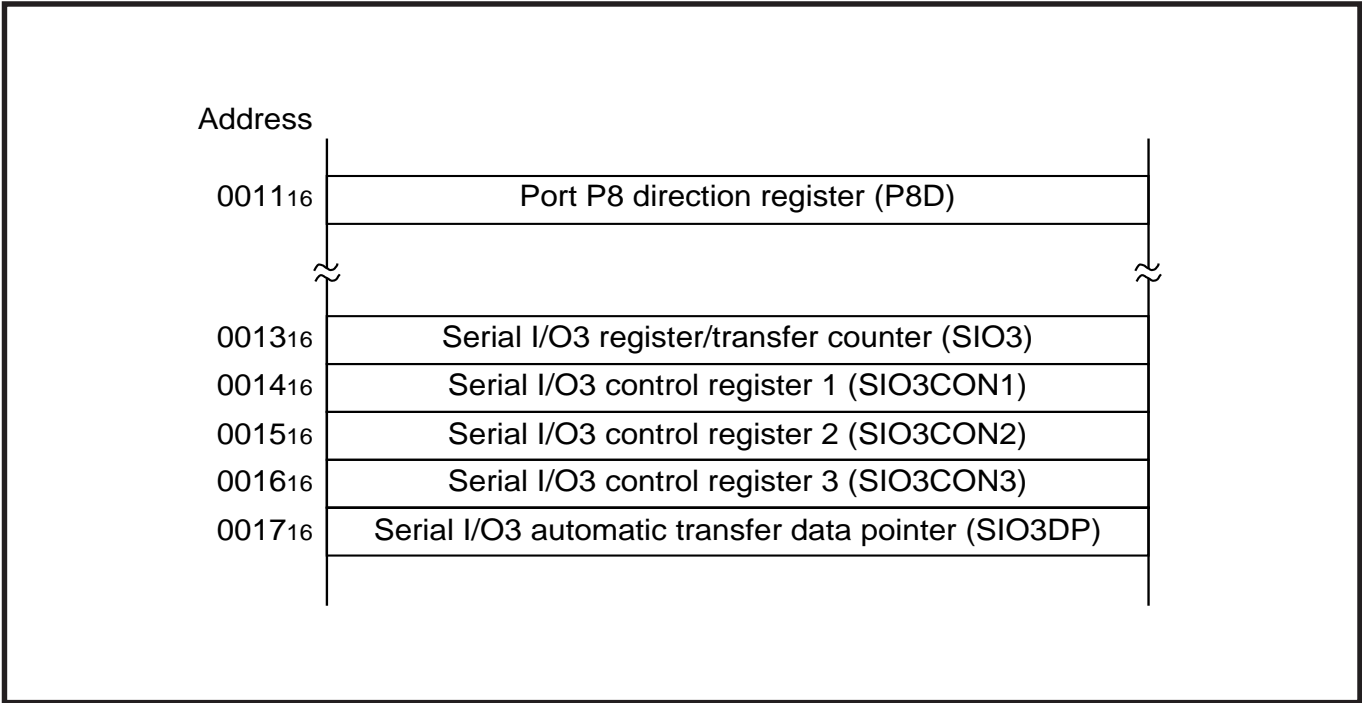 Address
0011₁₆ Port P8 direction register (P8D)
0013₁₆ Serial I/O3 register/transfer counter (SIO3)
0014₁₆ Serial I/O3 control register 1 (SIO3CON1)
0015₁₆ Serial I/O3 control register 2 (SIO3CON2)
0016₁₆ Serial I/O3 control register 3 (SIO3CON3)
0017₁₆ Serial I/O3 automatic transfer data pointer (SIO3DP)